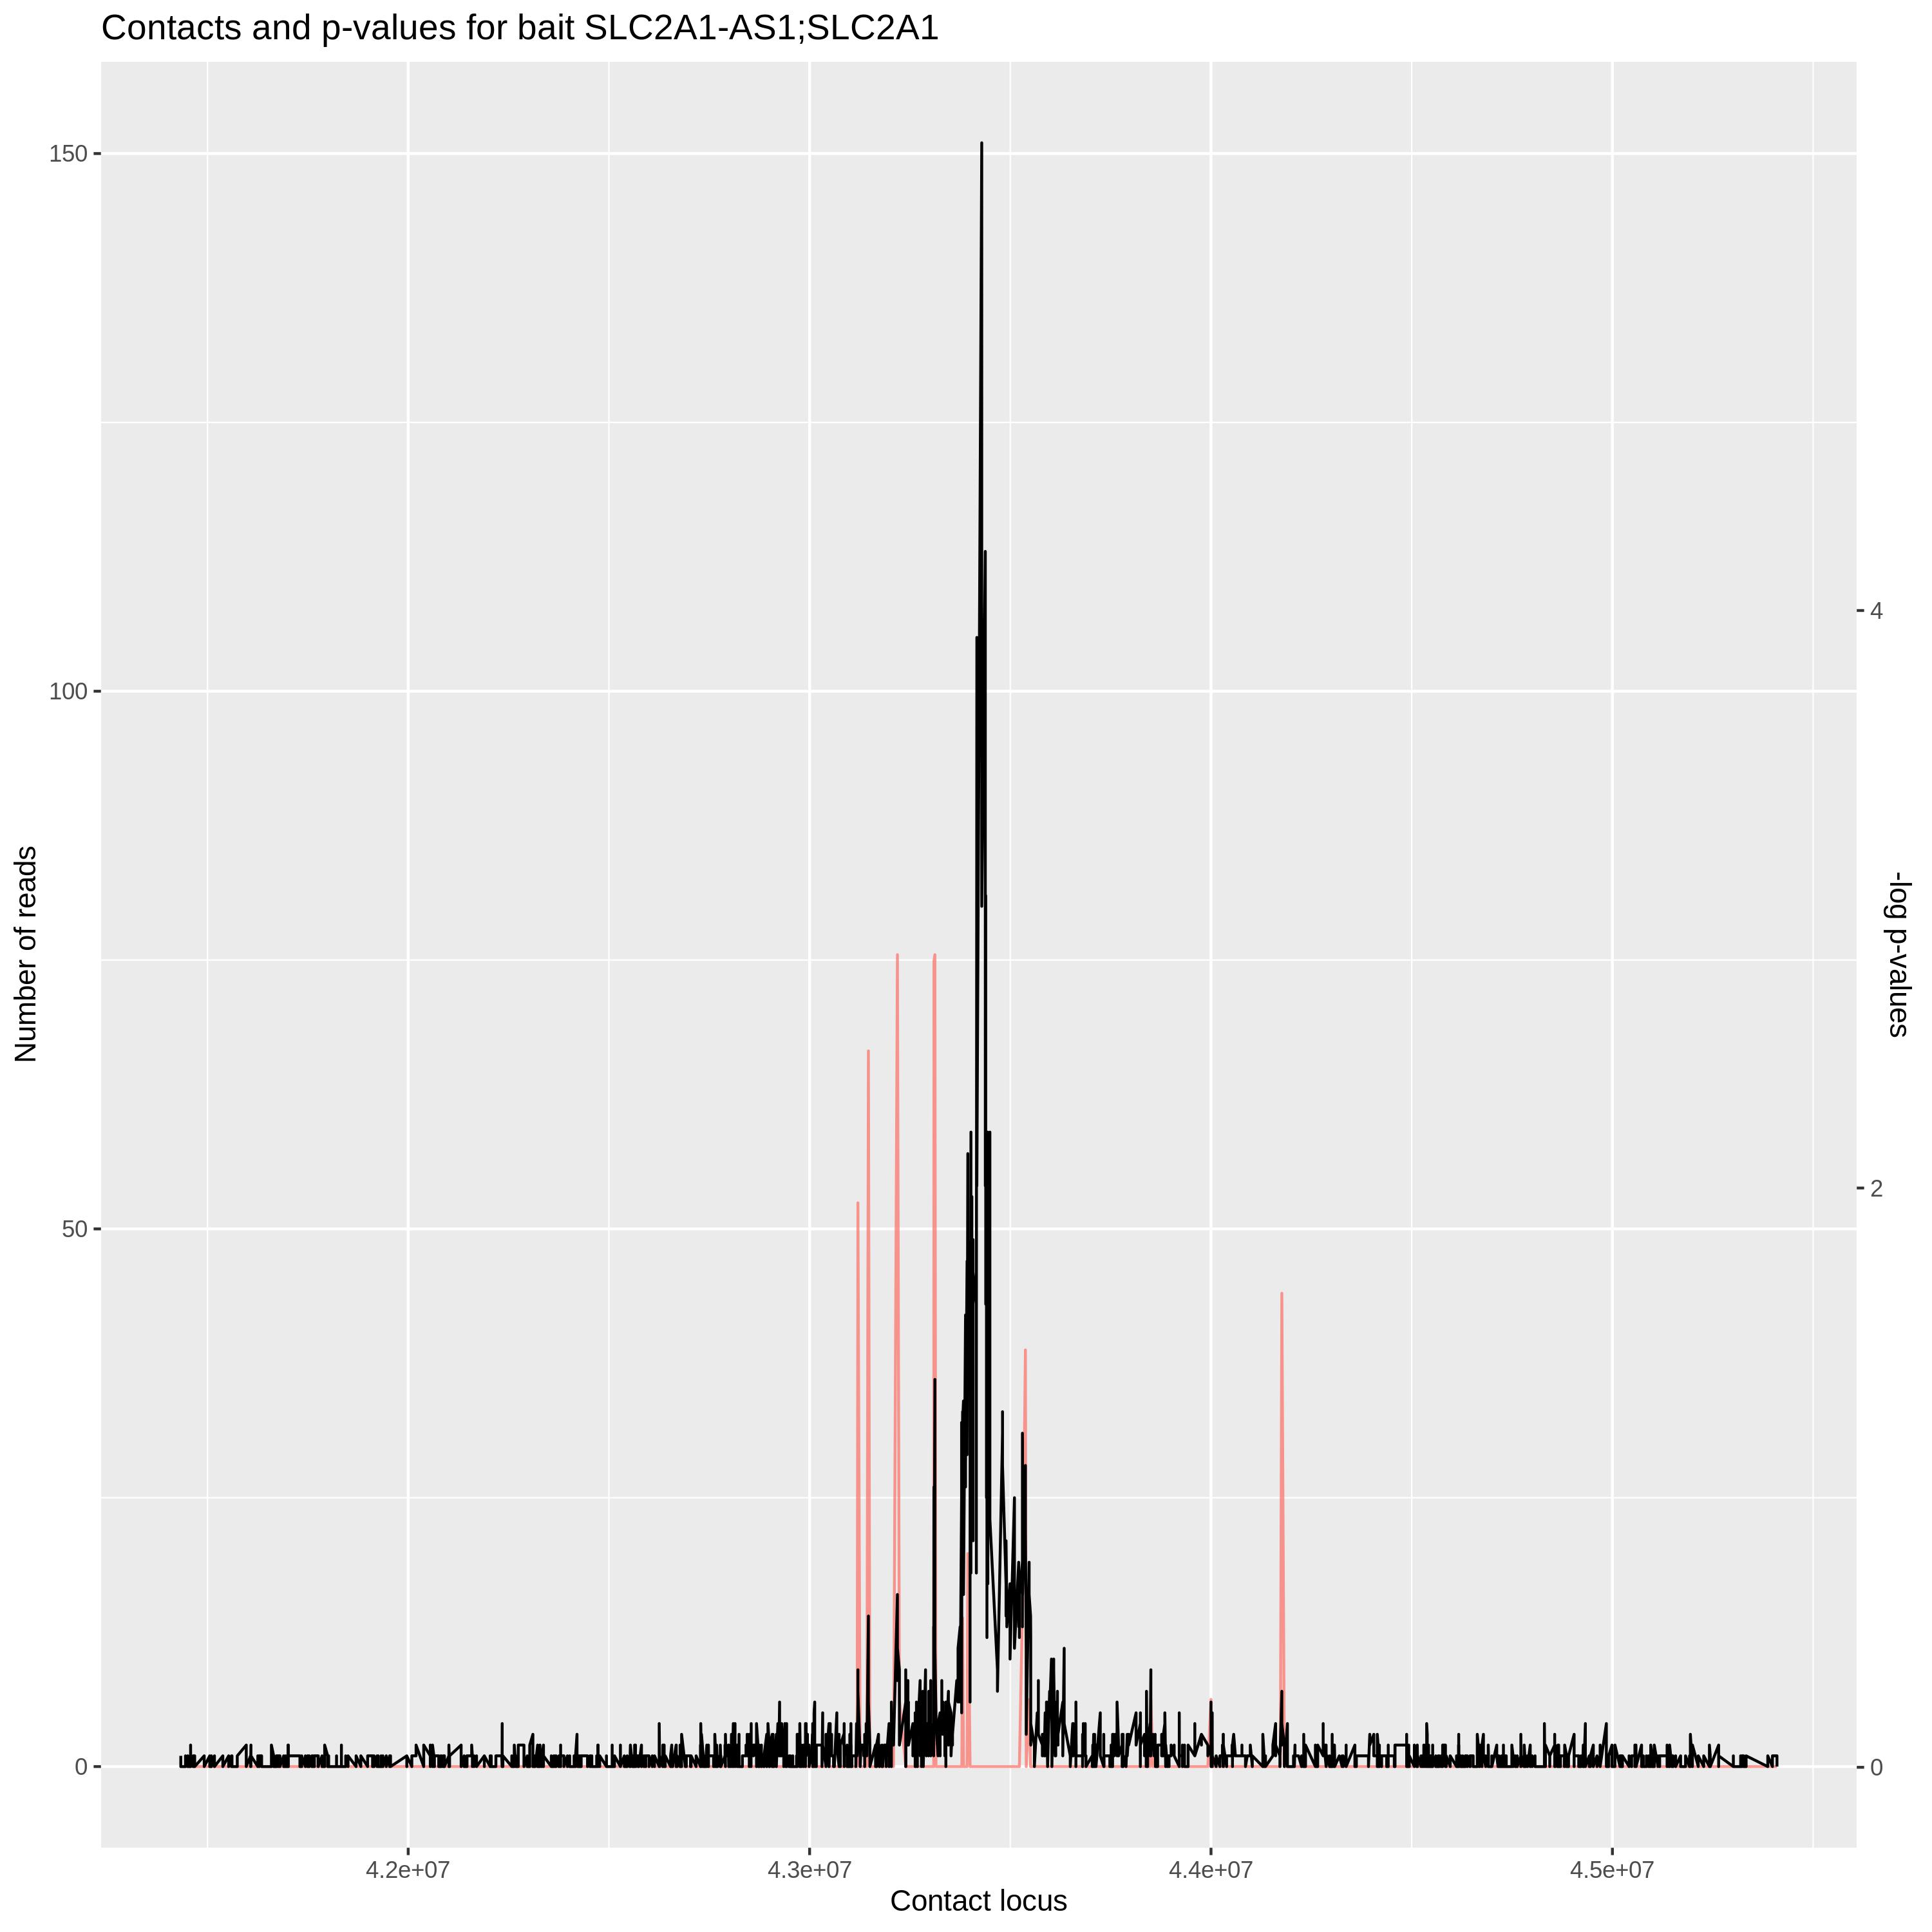 Contacts and p-values for bait SLC2A1-AS1;SLC2A1
150
100
50
0
Number of reads
4
2
0
-log p-values
4.2e+07
4.3e+07
4.4e+07
4.5e+07
Contact locus